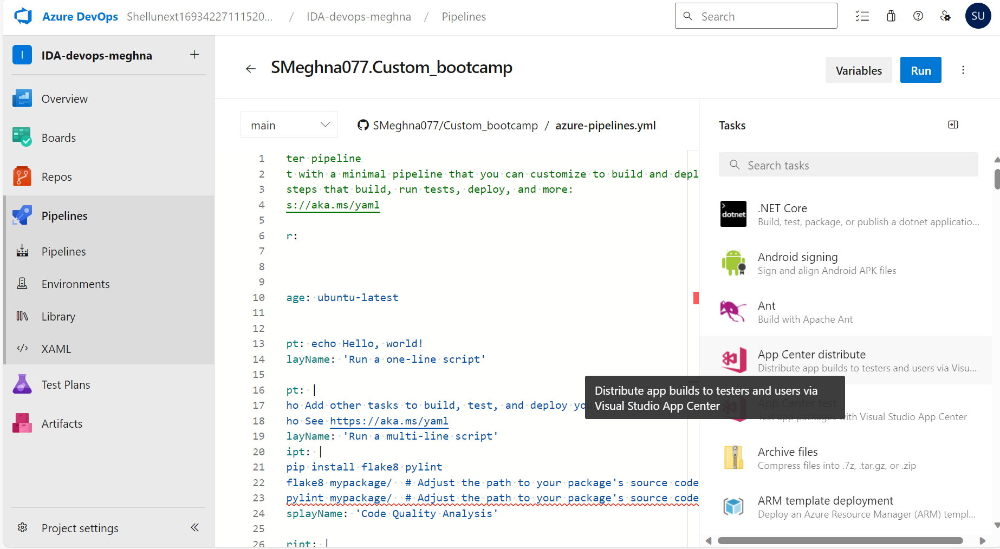 Azure DevOps Shellunext16934227111520... / IDA-devops-meghna / Pipelines
Search
SU
I IDA-devops-meghna +
Overview
Boards
Repos
Pipelines
Pipelines
Environments
Library
XAML
Test Plans
Artifacts
Project settings
SMeghna077.Custom_bootcamp
Variables
Run
main
SMeghna077/Custom_bootcamp / azure-pipelines.yml
1 ter pipeline
2 t with a minimal pipeline that you can customize to build and depl
3 steps that build, run tests, deploy, and more:
4 s://aka.ms/yaml
5
6 r:
7
8
9
10 age: ubuntu-latest
11
12
13 pt: echo Hello, world!
14 layName: 'Run a one-line script'
15
16 pt: |
17 ho Add other tasks to build, test, and deploy yo
18 ho See https://aka.ms/yaml
19 layName: 'Run a multi-line script'
20 ipt: |
21 pip install flake8 pylint
22 flake8 mypackage/  # Adjust the path to your package's source code
23 pylint mypackage/  # Adjust the path to your package's source code
24 splayName: 'Code Quality Analysis'
25
26 ript: |
Tasks
Search tasks
dotnet
.NET Core
Build, test, package, or publish a dotnet applicatio...
Android signing
Sign and align Android APK files
Ant
Build with Apache Ant
App Center distribute
Distribute app builds to testers and users via Visu...
Distribute app builds to testers and users via
Visual Studio App Center
App Center test
Test app packages with Visual Studio App Center
Archive files
Compress files into .7z, .tar.gz, or .zip
ARM template deployment
Deploy an Azure Resource Manager (ARM) templ...